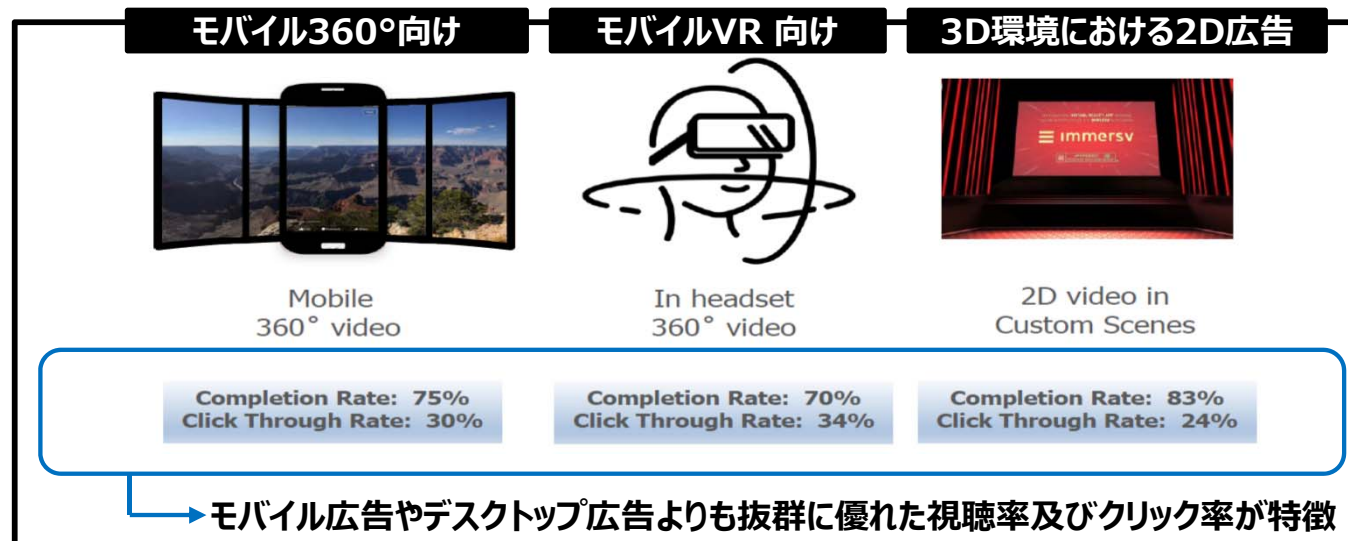 モバイル360°向け
モバイルVR 向け
3D環境における2D広告
immersv
Mobile
360° video
In headset
360° video
2D video in
Custom Scenes
Completion Rate: 75%
Click Through Rate: 30%
Completion Rate: 70%
Click Through Rate: 34%
Completion Rate: 83%
Click Through Rate: 24%
モバイル広告やデスクトップ広告よりも抜群に優れた視聴率及びクリック率が特徴